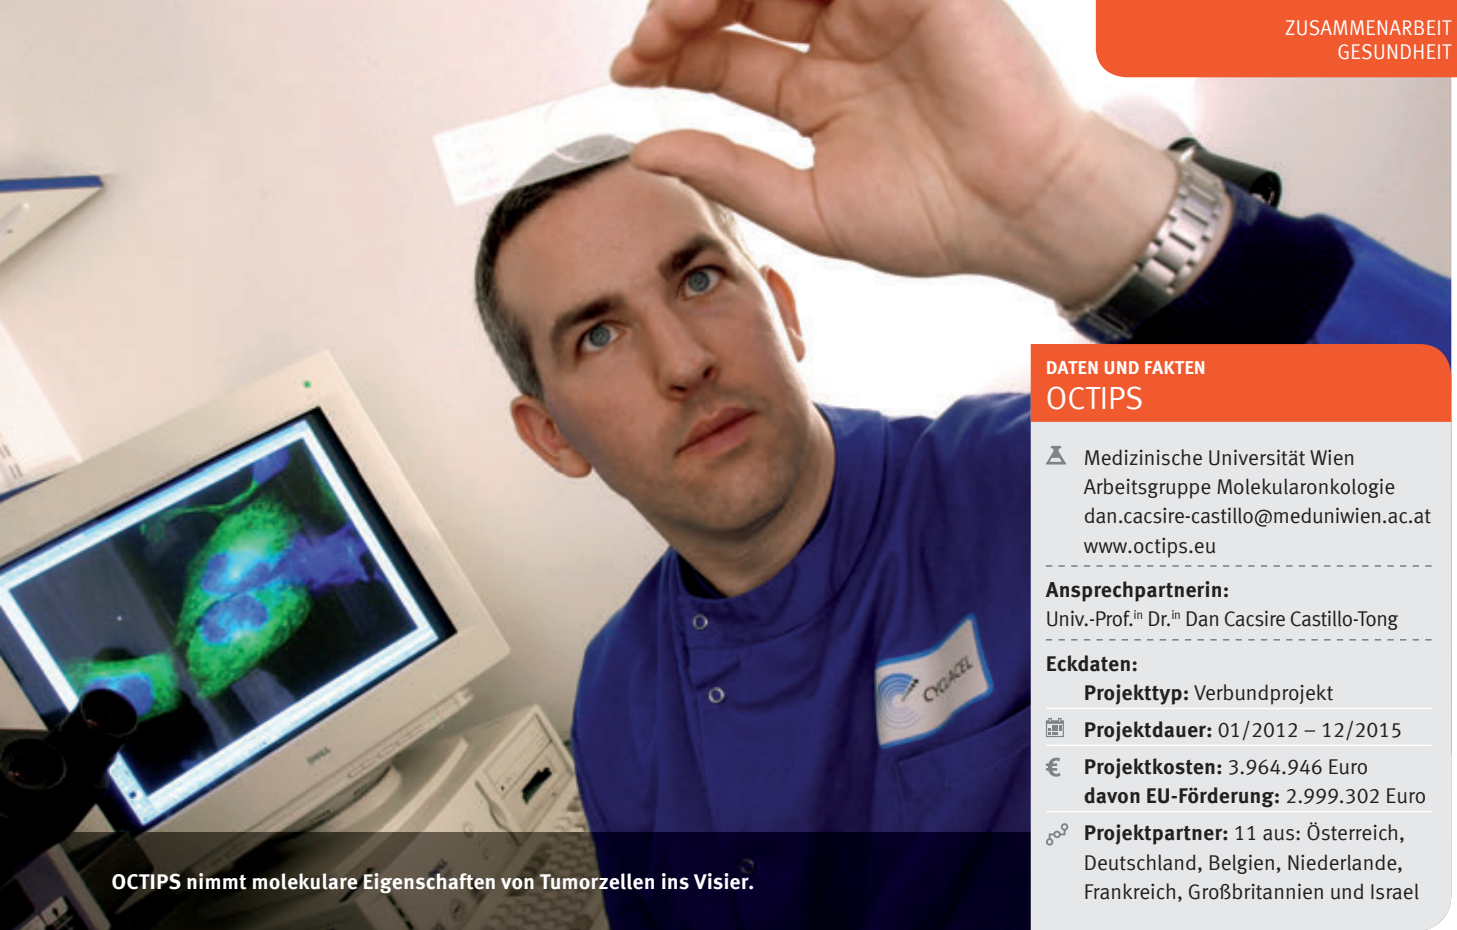 ZUSAMMENARBEIT
GESUNDHEIT
DATEN UND FAKTEN
OCTIPS
Medizinische Universität Wien
Arbeitsgruppe Molekularonkologie
dan.cacsire-castillo@meduniwien.ac.at
www.octips.eu
Ansprechpartnerin:
Univ.-Prof.in Dr.in Dan Cacsire Castillo-Tong
Eckdaten:
Projekttyp: Verbundprojekt
Projektdauer: 01/2012 – 12/2015
€ Projektkosten: 3.964.946 Euro
davon EU-Förderung: 2.999.302 Euro
Projektpartner: 11 aus: Österreich,
Deutschland, Belgien, Niederlande,
Frankreich, Großbritannien und Israel
CYCLACEL
DELL
OCTIPS nimmt molekulare Eigenschaften von Tumorzellen ins Visier.